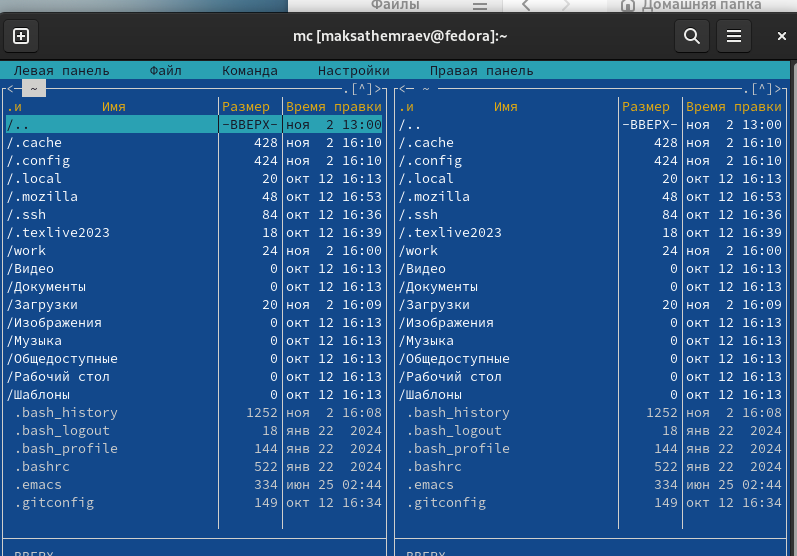 Файлы
Домашняя папка
mc [maksathemraev@fedora]:~
Левая панель Файл Команда Настройки Правая панель
<─ ~ .[^]> <─ ~ .[^]>
.и Имя Размер Время правки .и Имя Размер Время правки
/.. -ВВЕРХ- ноя 2 13:00 /.. -ВВЕРХ- ноя 2 13:00
/.cache 428 ноя 2 16:10 /.cache 428 ноя 2 16:10
/.config 424 ноя 2 16:10 /.config 424 ноя 2 16:10
/.local 20 окт 12 16:13 /.local 20 окт 12 16:13
/.mozilla 48 окт 12 16:53 /.mozilla 48 окт 12 16:53
/.ssh 84 окт 12 16:36 /.ssh 84 окт 12 16:36
/.texlive2023 18 окт 12 16:39 /.texlive2023 18 окт 12 16:39
/work 24 ноя 2 16:00 /work 24 ноя 2 16:00
/Видео 0 окт 12 16:13 /Видео 0 окт 12 16:13
/Документы 0 окт 12 16:13 /Документы 0 окт 12 16:13
/Загрузки 20 ноя 2 16:09 /Загрузки 20 ноя 2 16:09
/Изображения 0 окт 12 16:13 /Изображения 0 окт 12 16:13
/Музыка 0 окт 12 16:13 /Музыка 0 окт 12 16:13
/Общедоступные 0 окт 12 16:13 /Общедоступные 0 окт 12 16:13
/Рабочий стол 0 окт 12 16:13 /Рабочий стол 0 окт 12 16:13
/Шаблоны 0 окт 12 16:13 /Шаблоны 0 окт 12 16:13
.bash_history 1252 ноя 2 16:08 .bash_history 1252 ноя 2 16:08
.bash_logout 18 янв 22 2024 .bash_logout 18 янв 22 2024
.bash_profile 144 янв 22 2024 .bash_profile 144 янв 22 2024
.bashrc 522 янв 22 2024 .bashrc 522 янв 22 2024
.emacs 334 июн 25 02:44 .emacs 334 июн 25 02:44
.gitconfig 149 окт 12 16:34 .gitconfig 149 окт 12 16:34
-ВВЕРХ- -ВВЕРХ-